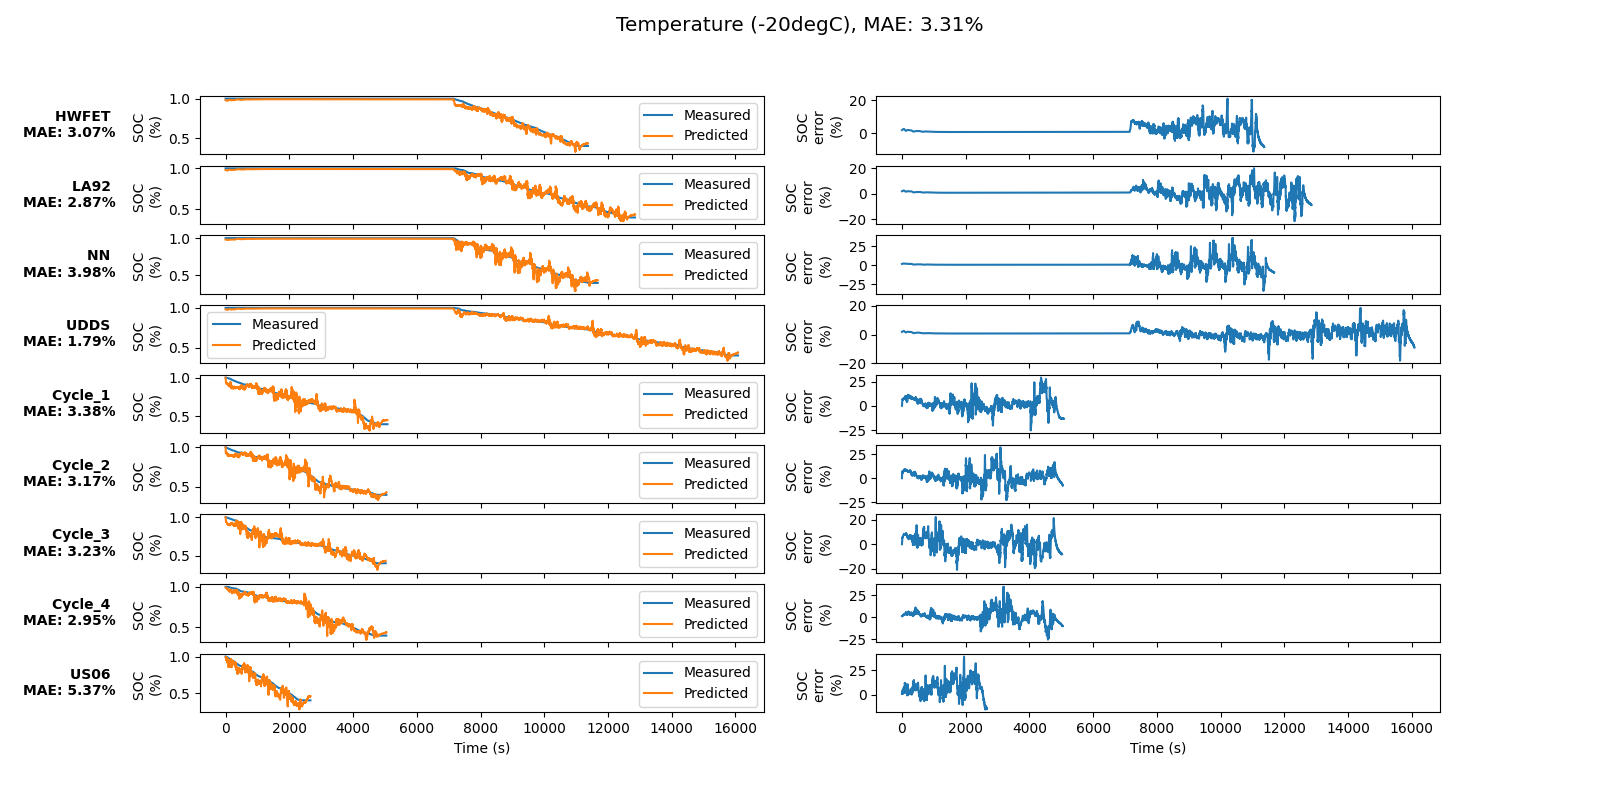 Temperature (-20degC), MAE: 3.31%
HWFET
MAE: 3.07%
SOC
(%)
1.0
0.5
Measured
Predicted
SOC
error
(%)
20
0
LA92
MAE: 2.87%
SOC
(%)
1.0
0.5
Measured
Predicted
SOC
error
(%)
20
0
−20
NN
MAE: 3.98%
SOC
(%)
1.0
0.5
Measured
Predicted
SOC
error
(%)
25
0
−25
UDDS
MAE: 1.79%
SOC
(%)
1.0
0.5
Measured
Predicted
SOC
error
(%)
20
0
−20
Cycle_1
MAE: 3.38%
SOC
(%)
1.0
0.5
Measured
Predicted
SOC
error
(%)
25
0
−25
Cycle_2
MAE: 3.17%
SOC
(%)
1.0
0.5
Measured
Predicted
SOC
error
(%)
25
0
−25
Cycle_3
MAE: 3.23%
SOC
(%)
1.0
0.5
Measured
Predicted
SOC
error
(%)
20
0
−20
Cycle_4
MAE: 2.95%
SOC
(%)
1.0
0.5
Measured
Predicted
SOC
error
(%)
25
0
−25
US06
MAE: 5.37%
SOC
(%)
1.0
0.5
Measured
Predicted
0 2000 4000 6000 8000 10000 12000 14000 16000
Time (s)
SOC
error
(%)
25
0
0 2000 4000 6000 8000 10000 12000 14000 16000
Time (s)